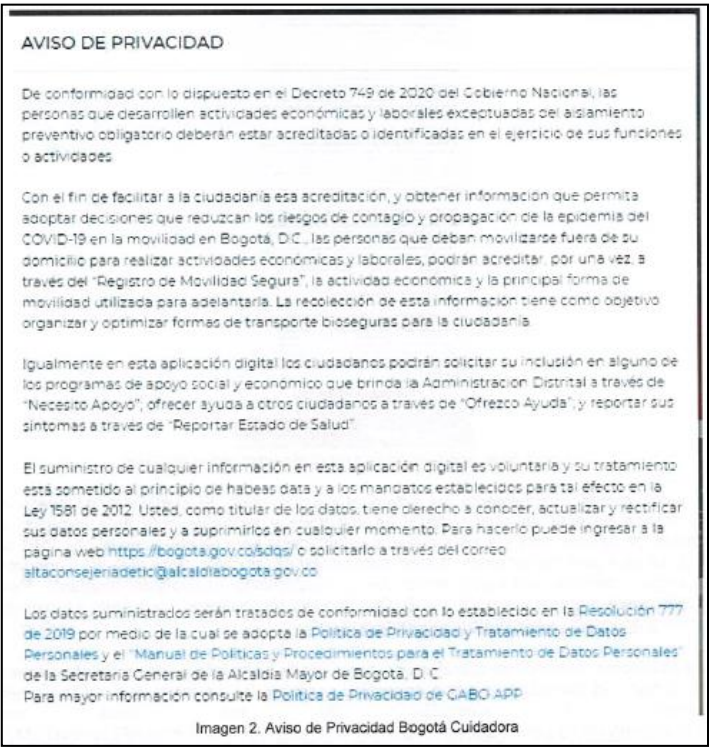 AVISO DE PRIVACIDAD
De conformidad con lo dispuesto en el Decreto 749 de 2020 del Gobierno Nacional, las
personas que desarrollen actividades económicas y laborales exceptuadas del aislamiento
preventivo obligatorio deberán estar acreditadas o identificadas en el ejercicio de sus funciones
o actividades.
Con el fin de facilitar a la ciudadanía esa acreditación, y obtener información que permita
adoptar decisiones que reduzcan los riesgos de contagio y propagación de la epidemia del
COVID-19 en la movilidad en Bogotá, D.C., las personas que deban movilizarse fuera de su
domicilio para realizar actividades económicas y laborales, podrán acreditar, por una vez, a
través del "Registro de Movilidad Segura", la actividad económica y la principal forma de
movilidad utilizada para adelantarla. La recolección de esta información tiene como objetivo
organizar y optimizar formas de transporte bioseguras para la ciudadanía.
Igualmente en esta aplicación digital los ciudadanos podrán solicitar su inclusión en alguno de
los programas de apoyo social y económico que brinda la Administración Distrital a través de
"Necesito Apoyo", ofrecer ayuda a otros ciudadanos a través de "Ofrezco Ayuda"; y reportar sus
síntomas a través de "Reportar Estado de Salud".
El suministro de cualquier información en esta aplicación digital es voluntaria y su tratamiento
está sometido al principio de habeas data y a los mandatos establecidos para tal efecto en la
Ley 1581 de 2012. Usted, como titular de los datos, tiene derecho a conocer, actualizar y rectificar
sus datos personales y a suprimirlos en cualquier momento. Para hacerlo puede ingresar a la
página web https://bogota.gov.co/sdqs/ o solicitarlo a través del correo
altaconsejeriadetic@alcaldiabogota.gov.co
Los datos suministrados serán tratados de conformidad con lo establecido en la Resolución 777
de 2019 por medio de la cual se adopta la Política de Privacidad y Tratamiento de Datos
Personales y el "Manual de Políticas y Procedimientos para el Tratamiento de Datos Personales"
de la Secretaría General de la Alcaldía Mayor de Bogotá, D. C.
Para mayor información consulte la Política de Privacidad de GABO APP
Imagen 2. Aviso de Privacidad Bogotá Cuidadora